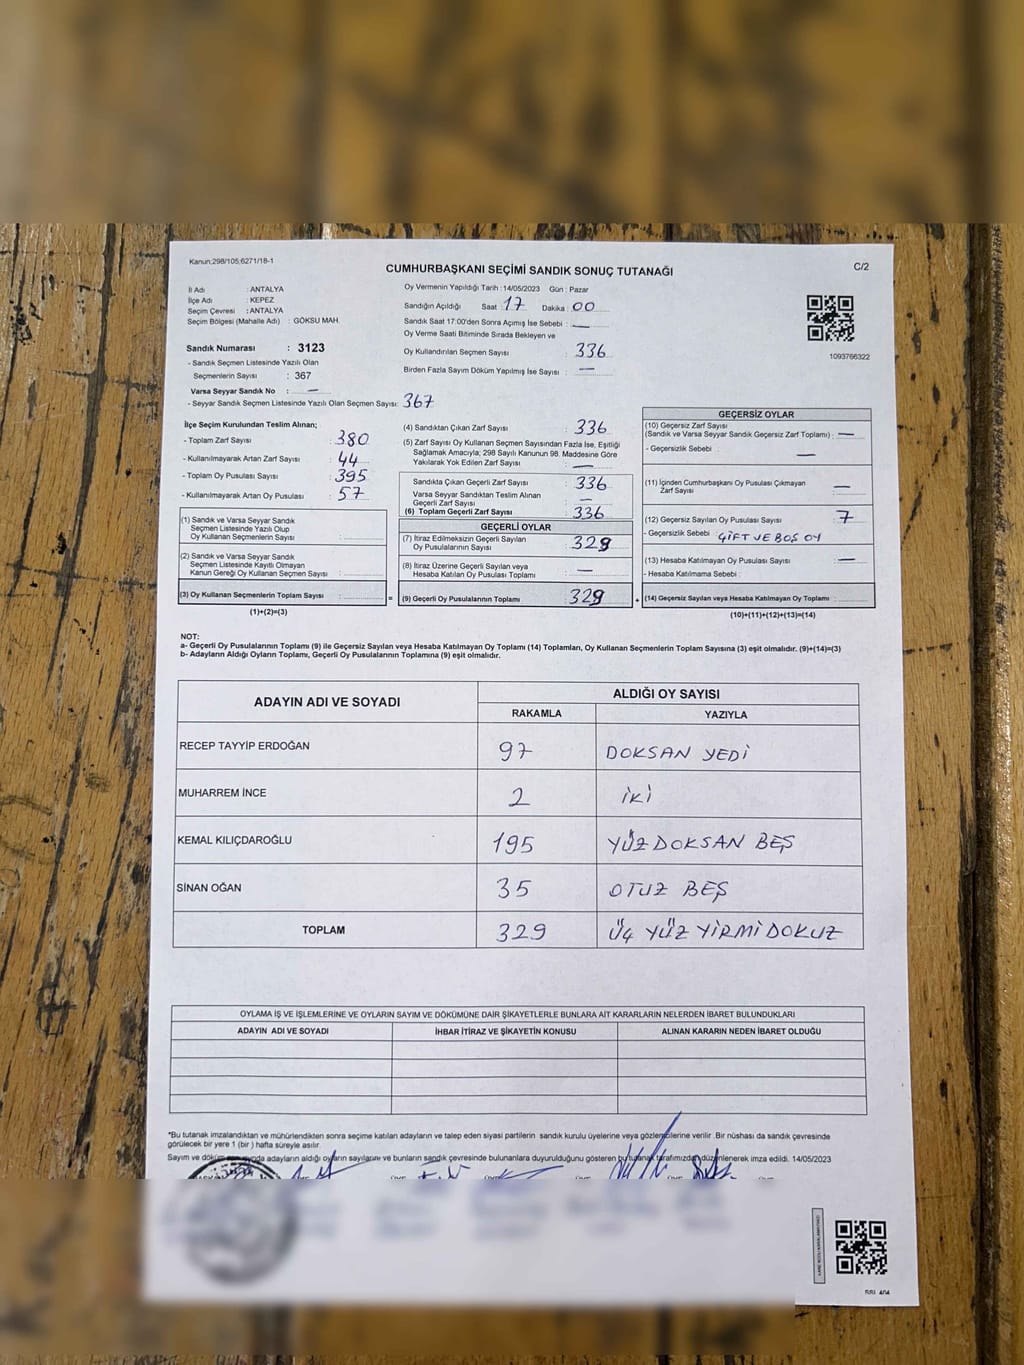 Kanun:298/105;6271/18-1
CUMHURBAŞKANI SEÇİMİ SANDIK SONUÇ TUTANAĞI
C/2
İl Adı : ANTALYA
İlçe Adı : KEPEZ
Seçim Çevresi : ANTALYA
Seçim Bölgesi (Mahalle Adı) : GÖKSU MAH.
Sandık Numarası : 3123
- Sandık Seçmen Listesinde Yazılı Olan
Seçmenlerin Sayısı : 367
Varsa Seyyar Sandık No : —
- Seyyar Sandık Seçmen Listesinde Yazılı Olan Seçmen Sayısı: 367
Oy Vermenin Yapıldığı Tarih : 14/05/2023 Gün : Pazar
Sandığın Açıldığı Saat 17 Dakika : 00
Sandık Saat 17:00'den Sonra Açımış İse Sebebi : —
Oy Verme Saati Bitiminde Sırada Bekleyen ve
Oy Kullandırılan Seçmen Sayısı : 336
Birden Fazla Sayım Döküm Yapılmış İse Sayısı : —
1093766322
İlçe Seçim Kurulundan Teslim Alınan;
- Toplam Zarf Sayısı : 380
- Kullanılmayarak Artan Zarf Sayısı : 44
- Toplam Oy Pusulası Sayısı : 395
- Kullanılmayarak Artan Oy Pusulası : 57
(1) Sandık ve Varsa Seyyar Sandık
Seçmen Listesinde Yazılı Olup
Oy Kullanan Seçmenlerin Sayısı :
(2) Sandık ve Varsa Seyyar Sandık
Seçmen Listesinde Kayıtlı Olmayan
Kanun Gereği Oy Kullanan Seçmen Sayısı :
(3) Oy Kullanan Seçmenlerin Toplam Sayısı :
(1)+(2)=(3)
(4) Sandıktan Çıkan Zarf Sayısı : 336
(5) Zarf Sayısı Oy Kullanan Seçmen Sayısından Fazla İse, Eşitliği
Sağlamak Amacıyla; 298 Sayılı Kanunun 98. Maddesine Göre
Yakılarak Yok Edilen Zarf Sayısı : —
Sandıkta Çıkan Geçerli Zarf Sayısı : 336
Varsa Seyyar Sandıktan Teslim Alınan
Geçerli Zarf Sayısı : —
(6) Toplam Geçerli Zarf Sayısı : 336
GEÇERLİ OYLAR
(7) İtiraz Edilmeksizin Geçerli Sayılan
Oy Pusulalarının Sayısı : 329
(8) İtiraz Üzerine Geçerli Sayılan veya
Hesaba Katılan Oy Pusulası Toplamı : —
= (9) Geçerli Oy Pusulalarının Toplamı : 329 +
GEÇERSİZ OYLAR
(10) Geçersiz Zarf Sayısı
(Sandık ve Varsa Seyyar Sandık Geçersiz Zarf Toplamı) : —
- Geçersizlik Sebebi : —
(11) İçinden Cumhurbaşkanı Oy Pusulası Çıkmayan
Zarf Sayısı : —
(12) Geçersiz Sayılan Oy Pusulası Sayısı : 7
- Geçersizlik Sebebi : ÇİFT VE BOŞ OY
(13) Hesaba Katılmayan Oy Pusulası Sayısı : —
- Hesaba Katılmama Sebebi :
(14) Geçersiz Sayılan veya Hesaba Katılmayan Oy Toplamı :
(10)+(11)+(12)+(13)=(14)
NOT:
a- Geçerli Oy Pusulalarının Toplamı (9) ile Geçersiz Sayılan veya Hesaba Katılmayan Oy Toplamı (14) Toplamları, Oy Kullanan Seçmenlerin Toplam Sayısına (3) eşit olmalıdır. (9)+(14)=(3)
b- Adayların Aldığı Oyların Toplamı, Geçerli Oy Pusulalarının Toplamına (9) eşit olmalıdır.
ADAYIN ADI VE SOYADI ALDIĞI OY SAYISI
RAKAMLA YAZIYLA
RECEP TAYYİP ERDOĞAN 97 DOKSAN YEDİ
MUHARREM İNCE 2 İKİ
KEMAL KILIÇDAROĞLU 195 YÜZ DOKSAN BEŞ
SİNAN OĞAN 35 OTUZ BEŞ
TOPLAM 329 ÜÇ YÜZ YİRMİ DOKUZ
OYLAMA İŞ VE İŞLEMLERİNE VE OYLARIN SAYIM VE DÖKÜMÜNE DAİR ŞİKAYETLERLE BUNLARA AİT KARARLARIN NELERDEN İBARET BULUNDUKLARI
ADAYIN ADI VE SOYADI İHBAR İTİRAZ VE ŞİKAYETİN KONUSU ALINAN KARARIN NEDEN İBARET OLDUĞU
*Bu tutanak imzalandıktan ve mühürlendikten sonra seçime katılan adayların ve talep eden siyasi partilerin sandık kurulu üyelerine veya gözlemcilerine verilir. Bir nüshası da sandık çevresinde
görülecek bir yere 1 (bir) hafta süreyle asılır.
Sayım ve döküm sonunda adayların aldığı oyların sayılarını ve bunların sandık çevresinde bulunanlara duyurulduğunu gösteren bu tutanak tarafımızdan düzenlenerek imza edildi. 14/05/2023